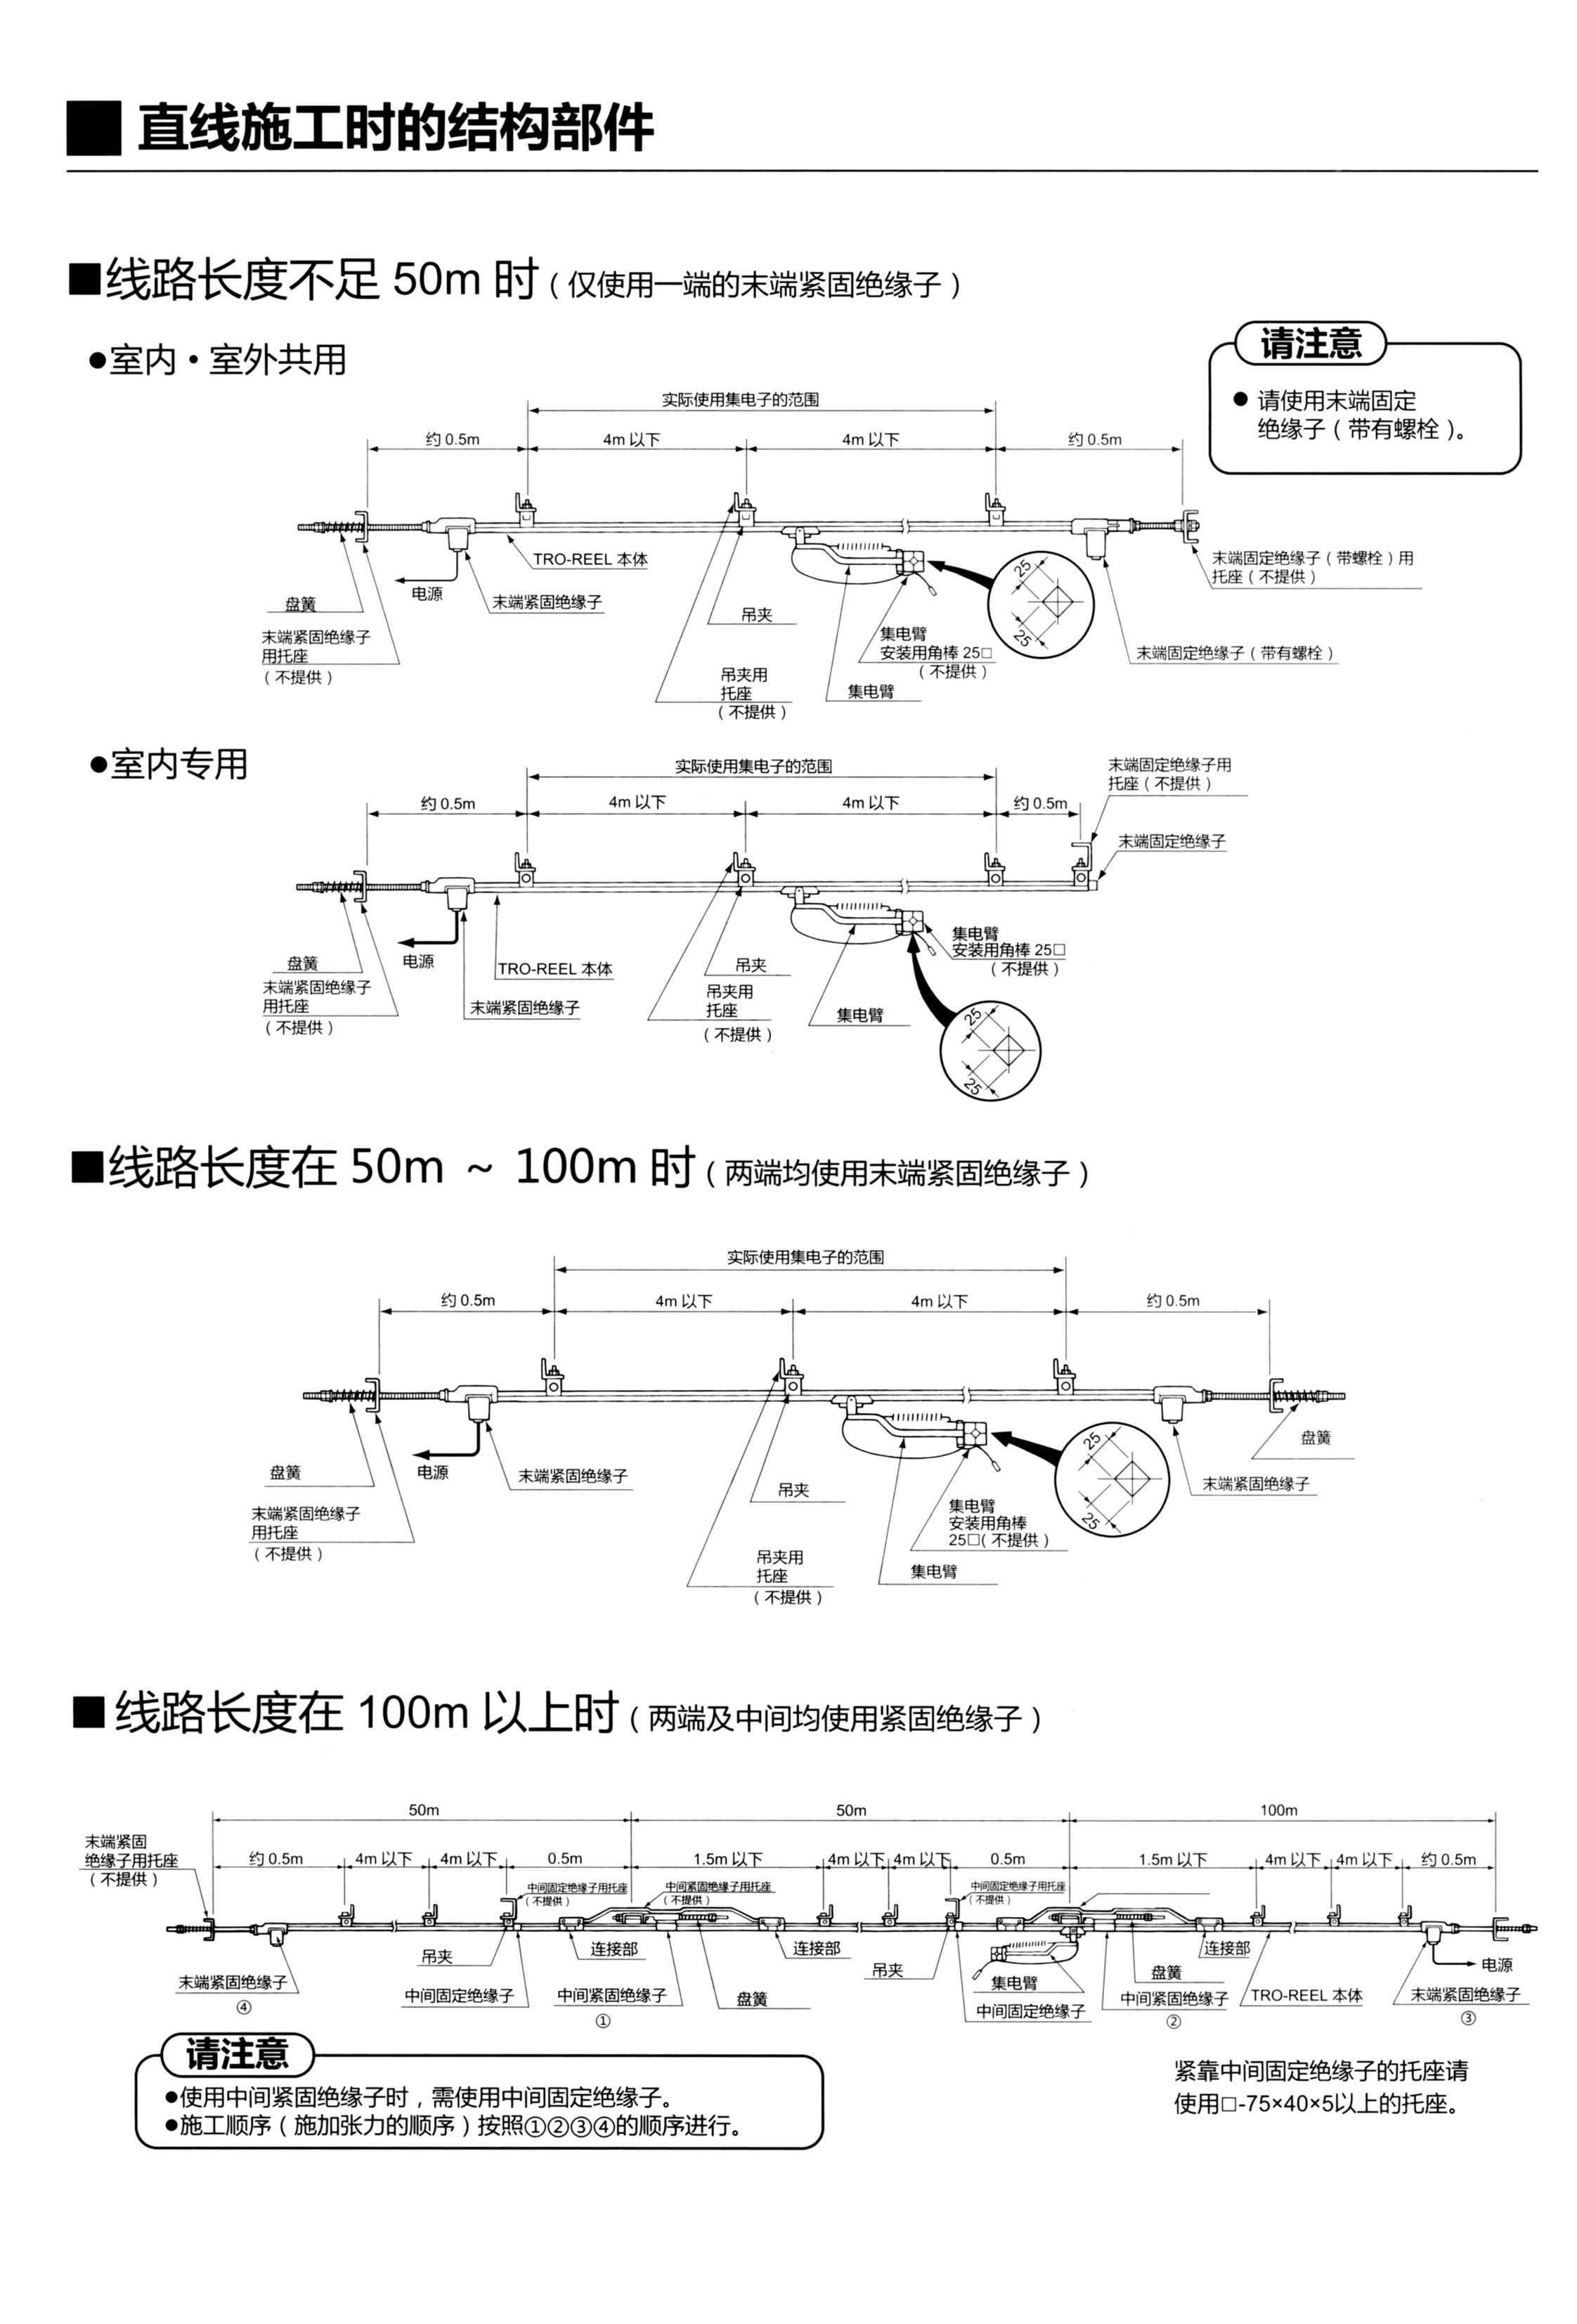 直线施工时的结构部件
■线路长度不足 50m 时（仅使用一端的末端紧固绝缘子）
●室内・室外共用
请注意
● 请使用末端固定
绝缘子（带有螺栓）。
实际使用集电子的范围
约 0.5m
4m 以下
4m 以下
约 0.5m
TRO-REEL 本体
电源
盘簧
末端紧固绝缘子
末端紧固绝缘子
用托座
（不提供）
吊夹
吊夹用
托座
（不提供）
集电臂
安装用角棒 25□
（不提供）
集电臂
25
25
末端固定绝缘子（带螺栓）用
托座（不提供）
末端固定绝缘子（带有螺栓）
●室内专用
实际使用集电子的范围
约 0.5m
4m 以下
4m 以下
约 0.5m
末端固定绝缘子用
托座（不提供）
末端固定绝缘子
盘簧
电源
TRO-REEL 本体
末端紧固绝缘子
用托座
（不提供）
末端紧固绝缘子
吊夹
吊夹用
托座
（不提供）
集电臂
集电臂
安装用角棒 25□
（不提供）
25
25
■线路长度在 50m ~ 100m 时（两端均使用末端紧固绝缘子）
实际使用集电子的范围
约 0.5m
4m 以下
4m 以下
约 0.5m
盘簧
电源
末端紧固绝缘子
末端紧固绝缘子
用托座
（不提供）
吊夹
吊夹用
托座
（不提供）
集电臂
安装用角棒
25□（不提供）
集电臂
25
25
盘簧
末端紧固绝缘子
■ 线路长度在 100m 以上时（两端及中间均使用紧固绝缘子）
50m
50m
100m
末端紧固
绝缘子用托座
（不提供）
约 0.5m
4m 以下
4m 以下
0.5m
1.5m 以下
4m 以下
4m 以下
0.5m
1.5m 以下
4m 以下
4m 以下
约 0.5m
中间固定绝缘子用托座
（不提供）
中间紧固绝缘子用托座
（不提供）
中间固定绝缘子用托座
（不提供）
末端紧固绝缘子
④
吊夹
中间固定绝缘子
连接部
中间紧固绝缘子
①
盘簧
连接部
吊夹
集电臂
中间固定绝缘子
盘簧
中间紧固绝缘子
②
连接部
TRO-REEL 本体
电源
末端紧固绝缘子
③
请注意
●使用中间紧固绝缘子时，需使用中间固定绝缘子。
●施工顺序（施加张力的顺序）按照①②③④的顺序进行。
紧靠中间固定绝缘子的托座请
使用□-75×40×5以上的托座。